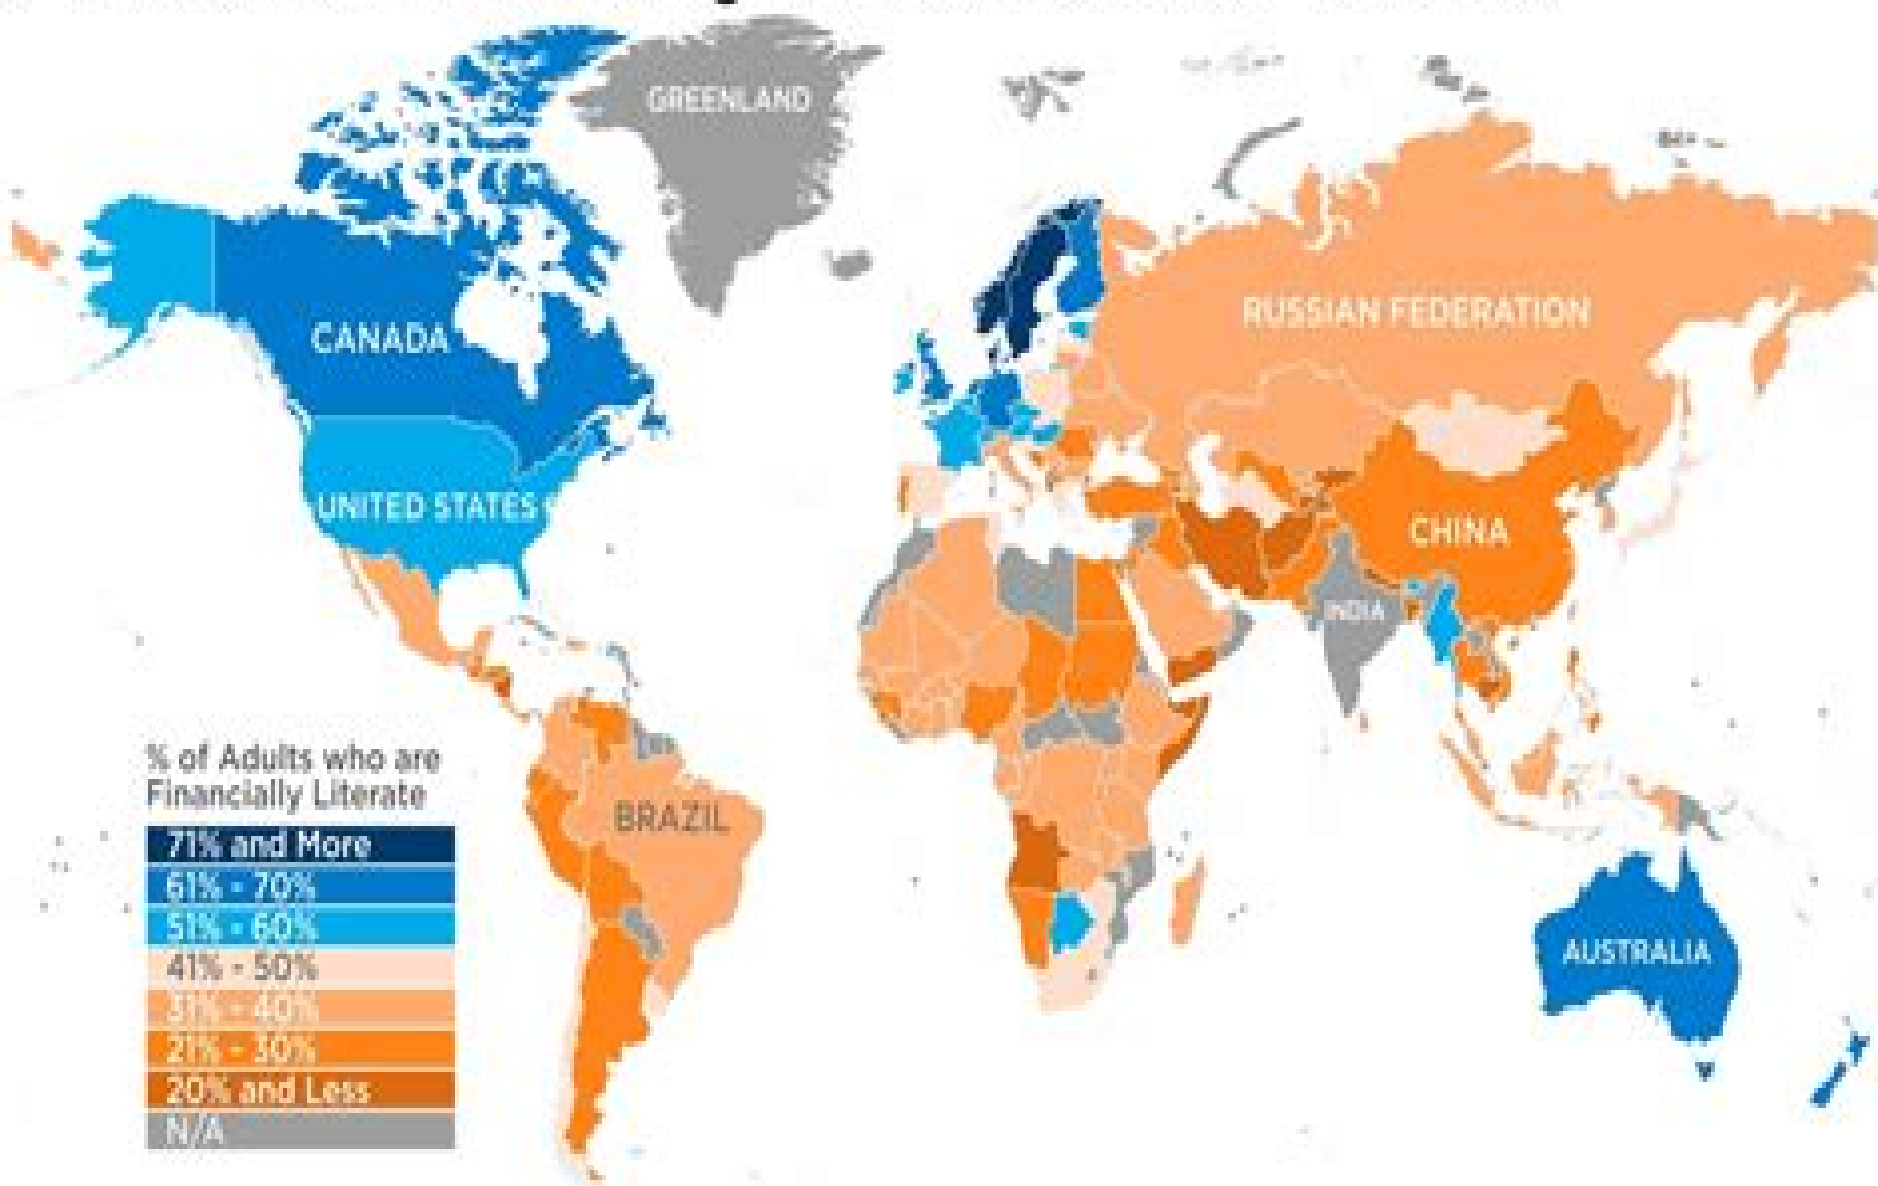 GREENLAND
CANADA
RUSSIAN FEDERATION
UNITED STATES
CHINA
INDIA
% of Adults who are
Financially Literate
BRAZIL
71% and More
61% - 70%
51% - 60%
41% - 50%
31% - 40%
21% - 30%
20% and Less
N/A
AUSTRALIA